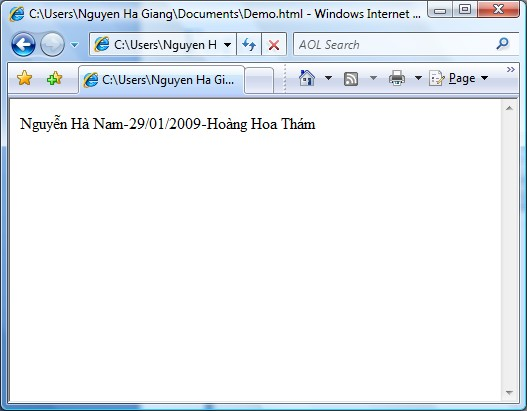 C:\Users\Nguyen Ha Giang\Documents\Demo.html - Windows Internet ...
C:\Users\Nguyen H
AOL Search
C:\Users\Nguyen Ha Gi...
Page
Nguyễn Hà Nam-29/01/2009-Hoàng Hoa Thám